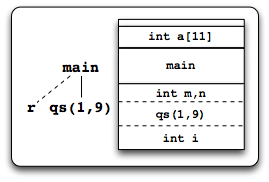 main
r qs(1,9)
int a[11]
main
int m,n
qs(1,9)
int i